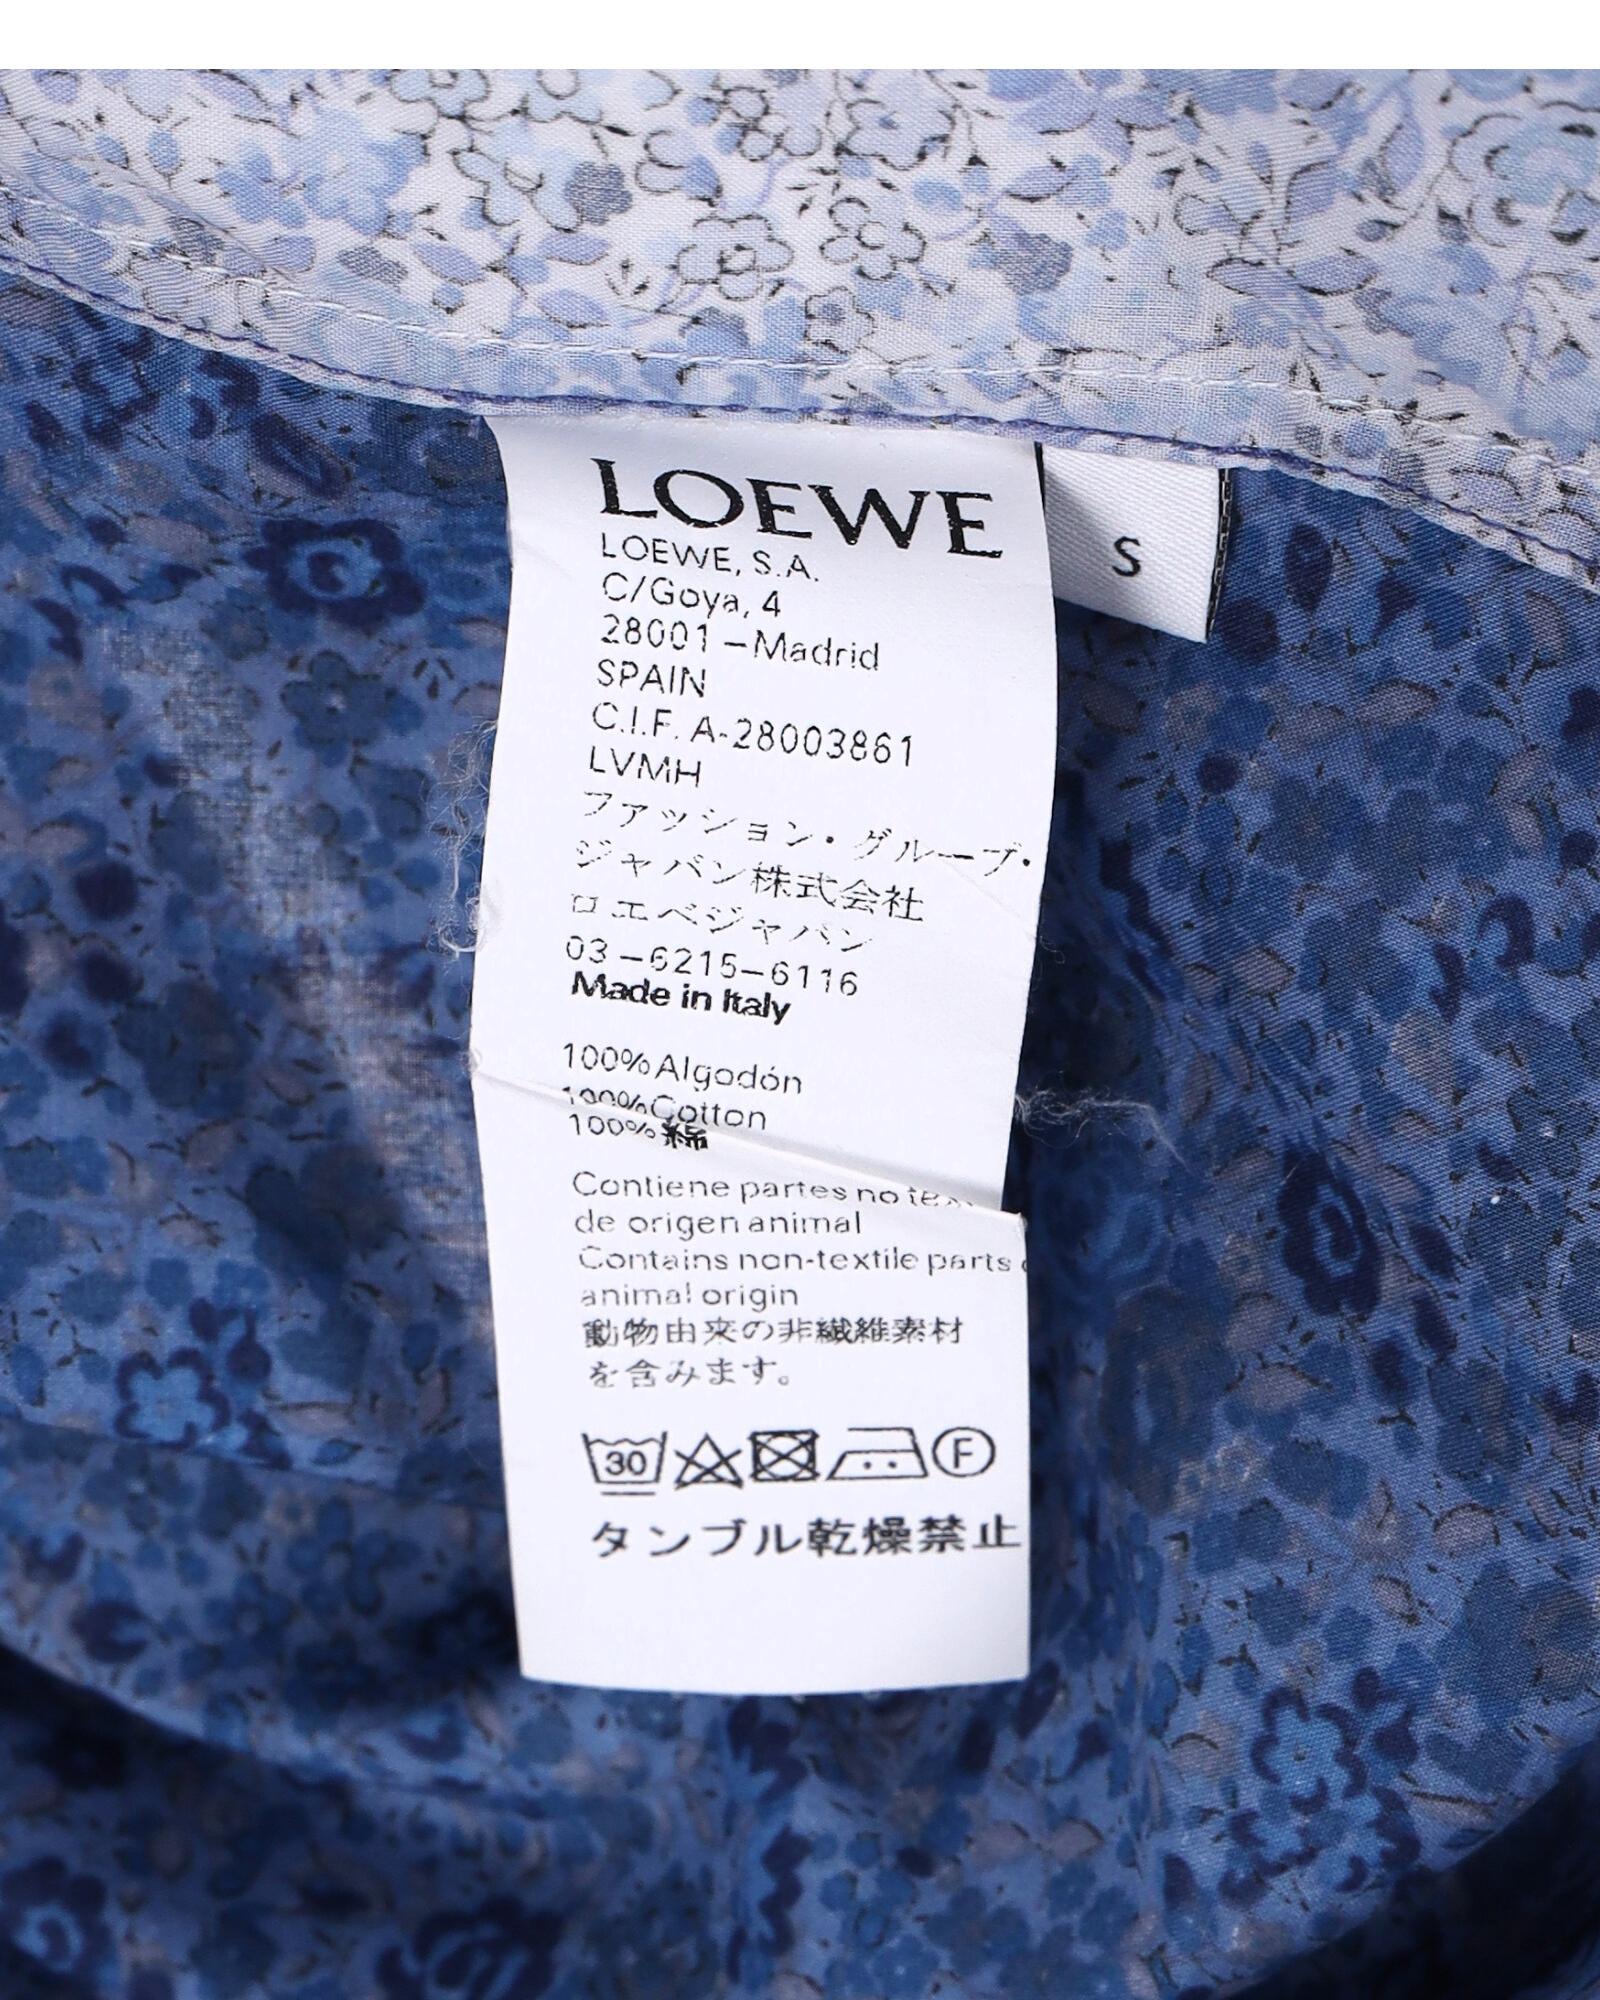 LOEWE
S
LOEWE, S.A.
C/Goya, 4
28001 – Madrid
SPAIN
C.I.F. A-28003861
LVMH
ファッション・グループ・
ジャパン株式会社
ロエベジャパン
03 – 6215 – 6116
Made in Italy
100% Algodón
100% Cotton
100% 綿
Contiene partes no
de origen animal
Contains non-textile parts
animal origin
動物由来の非繊維素材
を含みます。
30 F
タンブル乾燥禁止